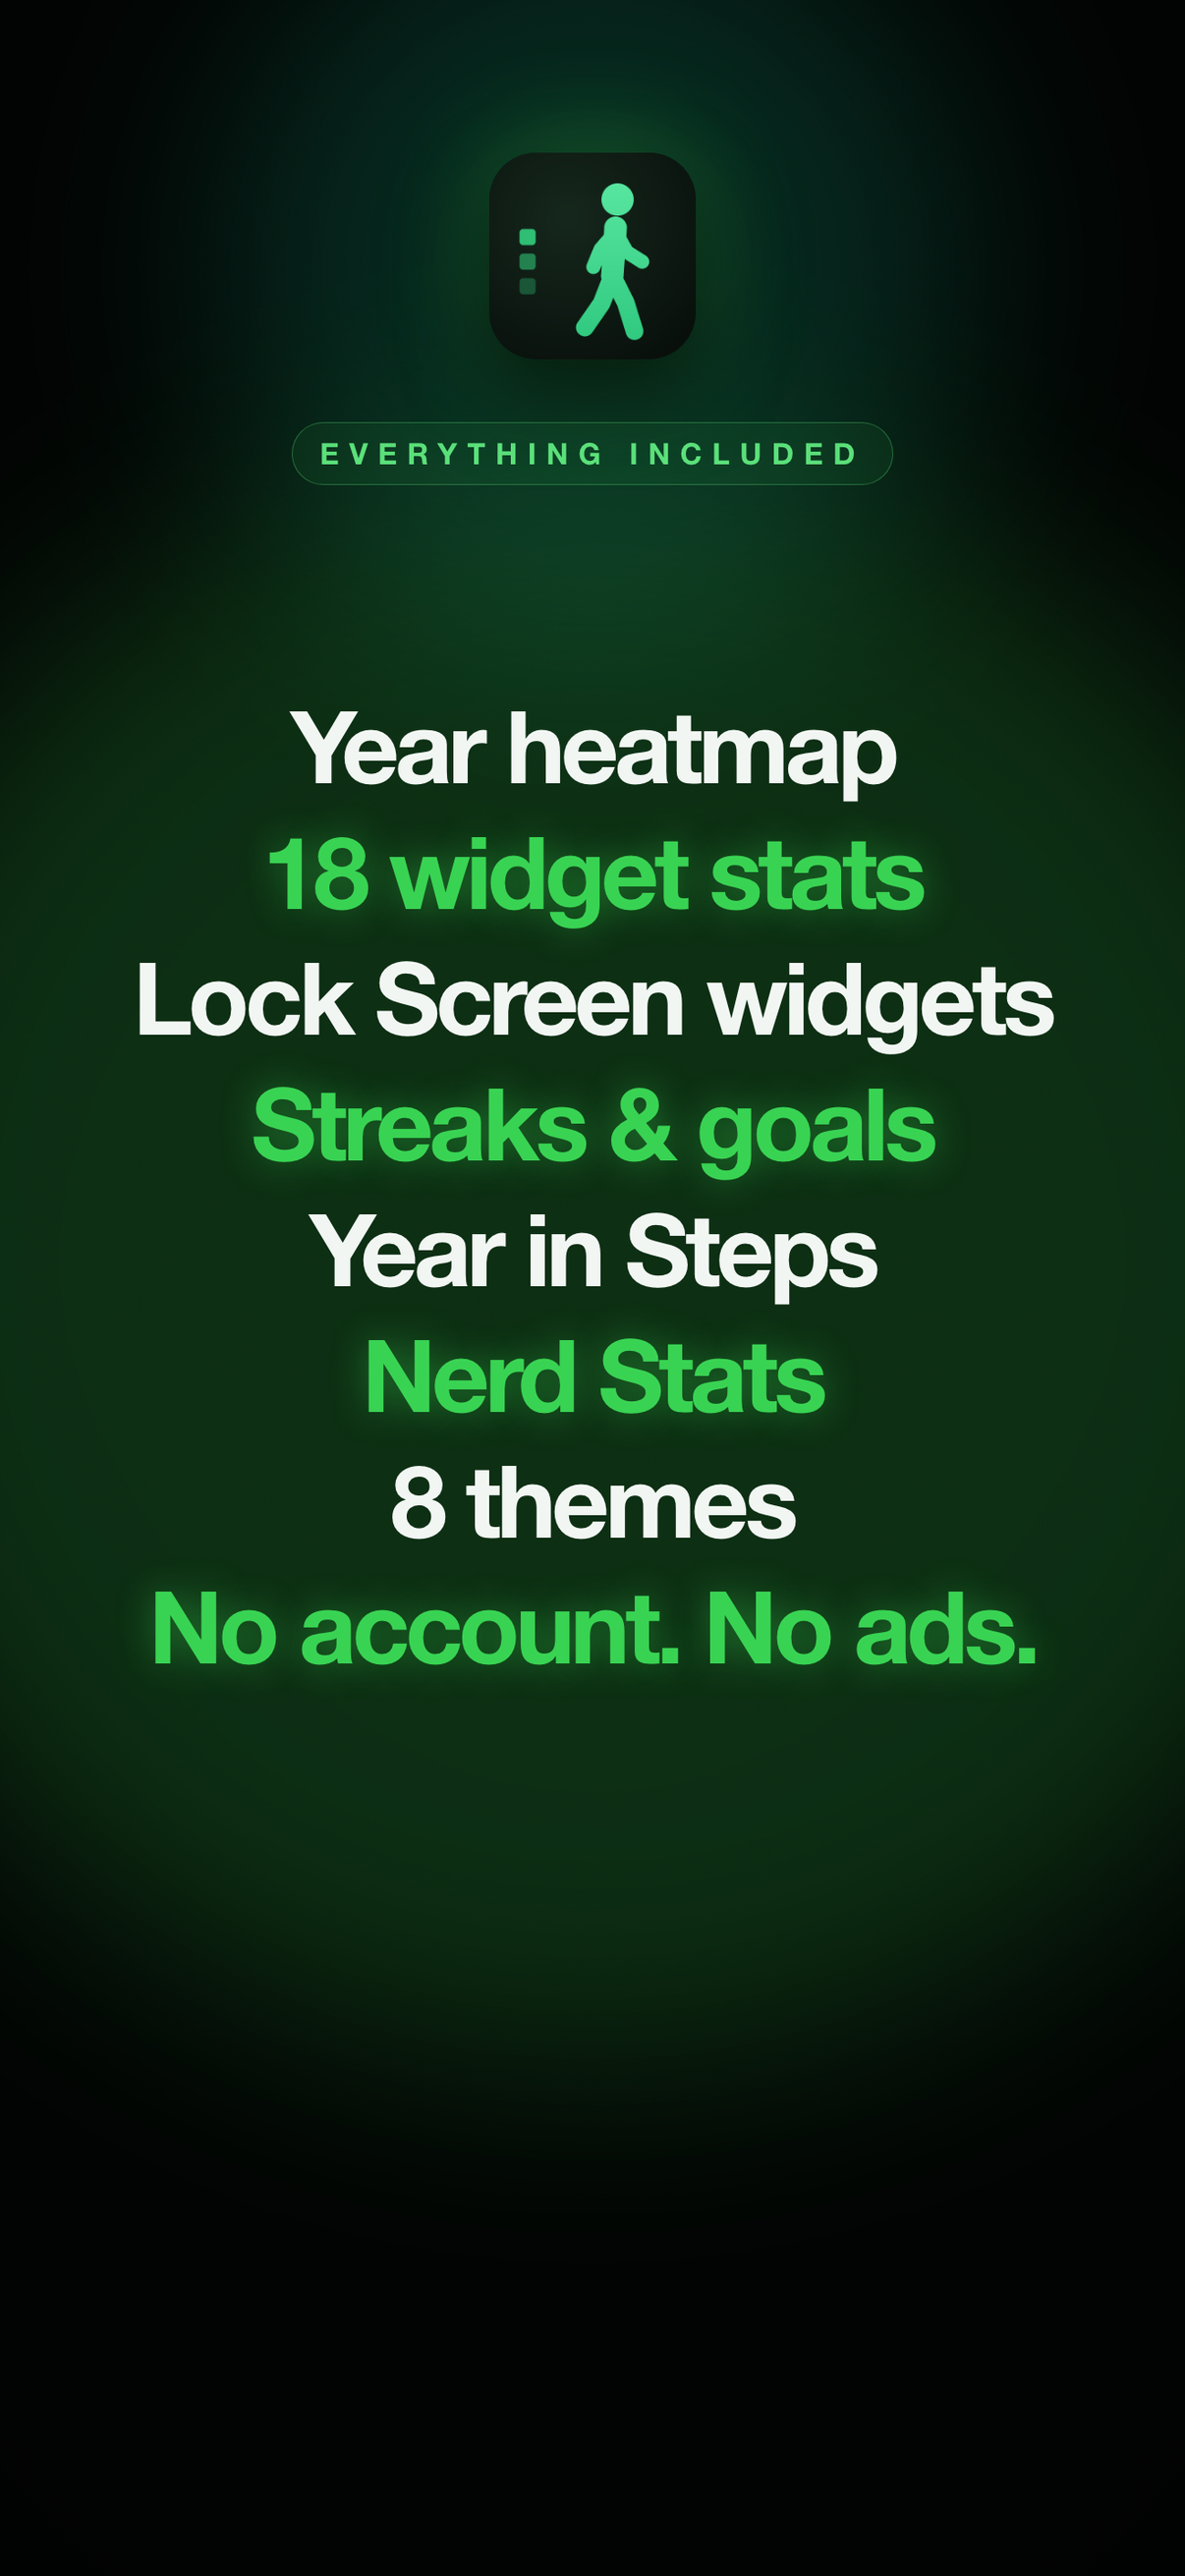 EVERYTHING INCLUDED
Year heatmap
18 widget stats
Lock Screen widgets
Streaks & goals
Year in Steps
Nerd Stats
8 themes
No account. No ads.